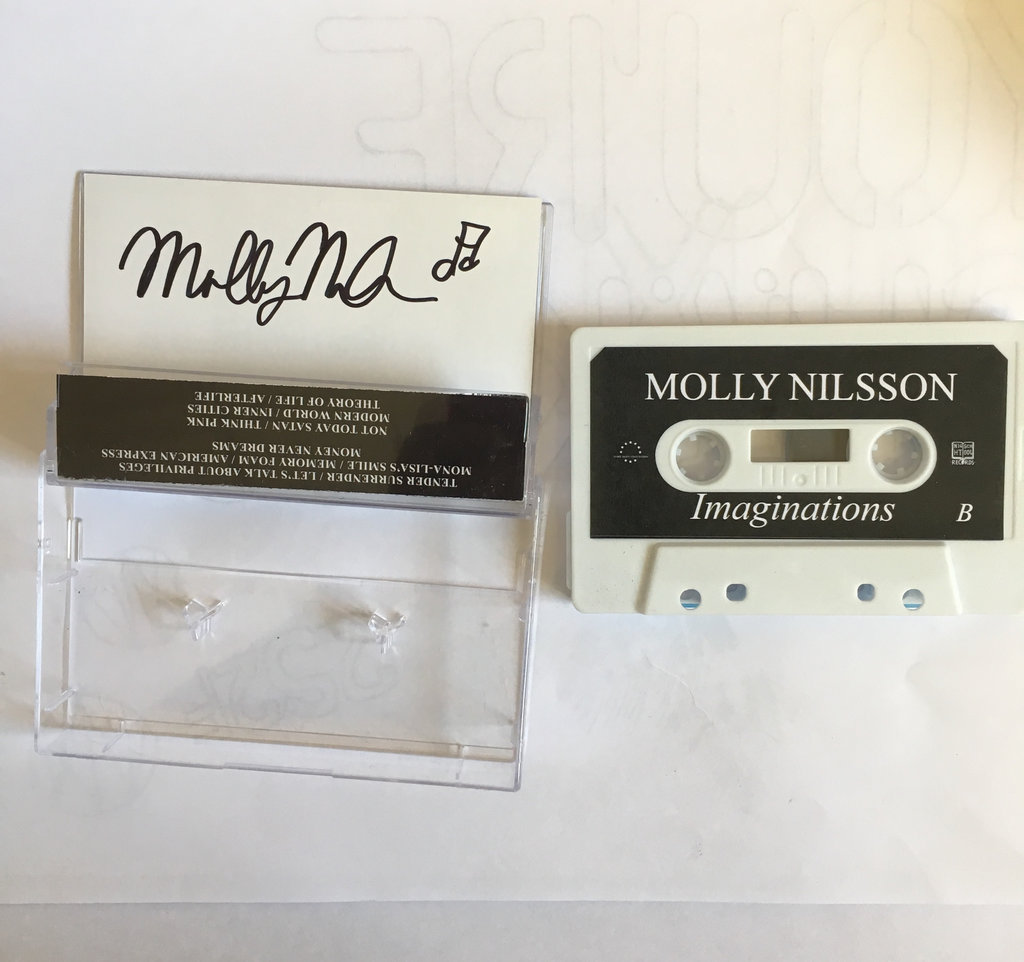 Molly N
MOLLY NILSSON
Imaginations
B
TENDER SURRENDER / LET'S TALK ABOUT PRIVILEGES
MONA-LISA'S SMILE / MEMORY FOAM / AMERICAN EXPRESS
MONEY NEVER DREAMS
NOT TODAY SATAN / THINK PINK
MODERN WORLD / INNER CITIES
THEORY OF LIFE / AFTERLIFE
RECORDS